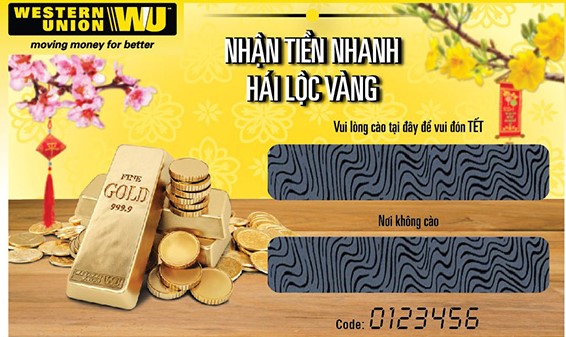 WESTERN
UNION WU
moving money for better
NHẬN TIỀN NHANH
HÁI LỘC VÀNG
Vui lòng cào tại đây để vui đón TẾT
Nơi không cào
FINE
GOLD
999.9
Code: 0123456